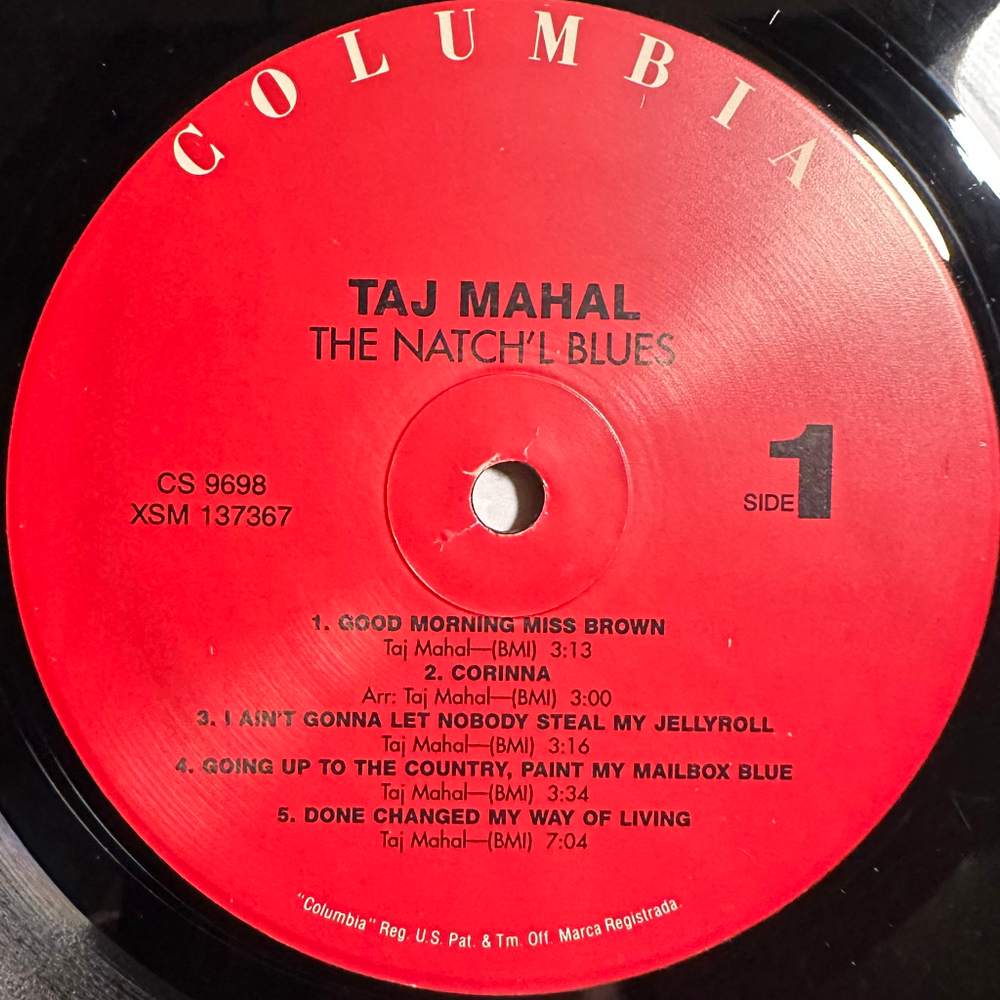 COLUMBIA
TAJ MAHAL
THE NATCH'L BLUES
CS 9698
XSM 137367
SIDE 1
1. GOOD MORNING MISS BROWN
Taj Mahal—(BMI) 3:13
2. CORINNA
Arr: Taj Mahal—(BMI) 3:00
3. I AIN'T GONNA LET NOBODY STEAL MY JELLYROLL
Taj Mahal—(BMI) 3:16
4. GOING UP TO THE COUNTRY, PAINT MY MAILBOX BLUE
Taj Mahal—(BMI) 3:34
5. DONE CHANGED MY WAY OF LIVING
Taj Mahal—(BMI) 7:04
"Columbia" Reg. U.S. Pat. & Tm. Off. Marca Registrada.